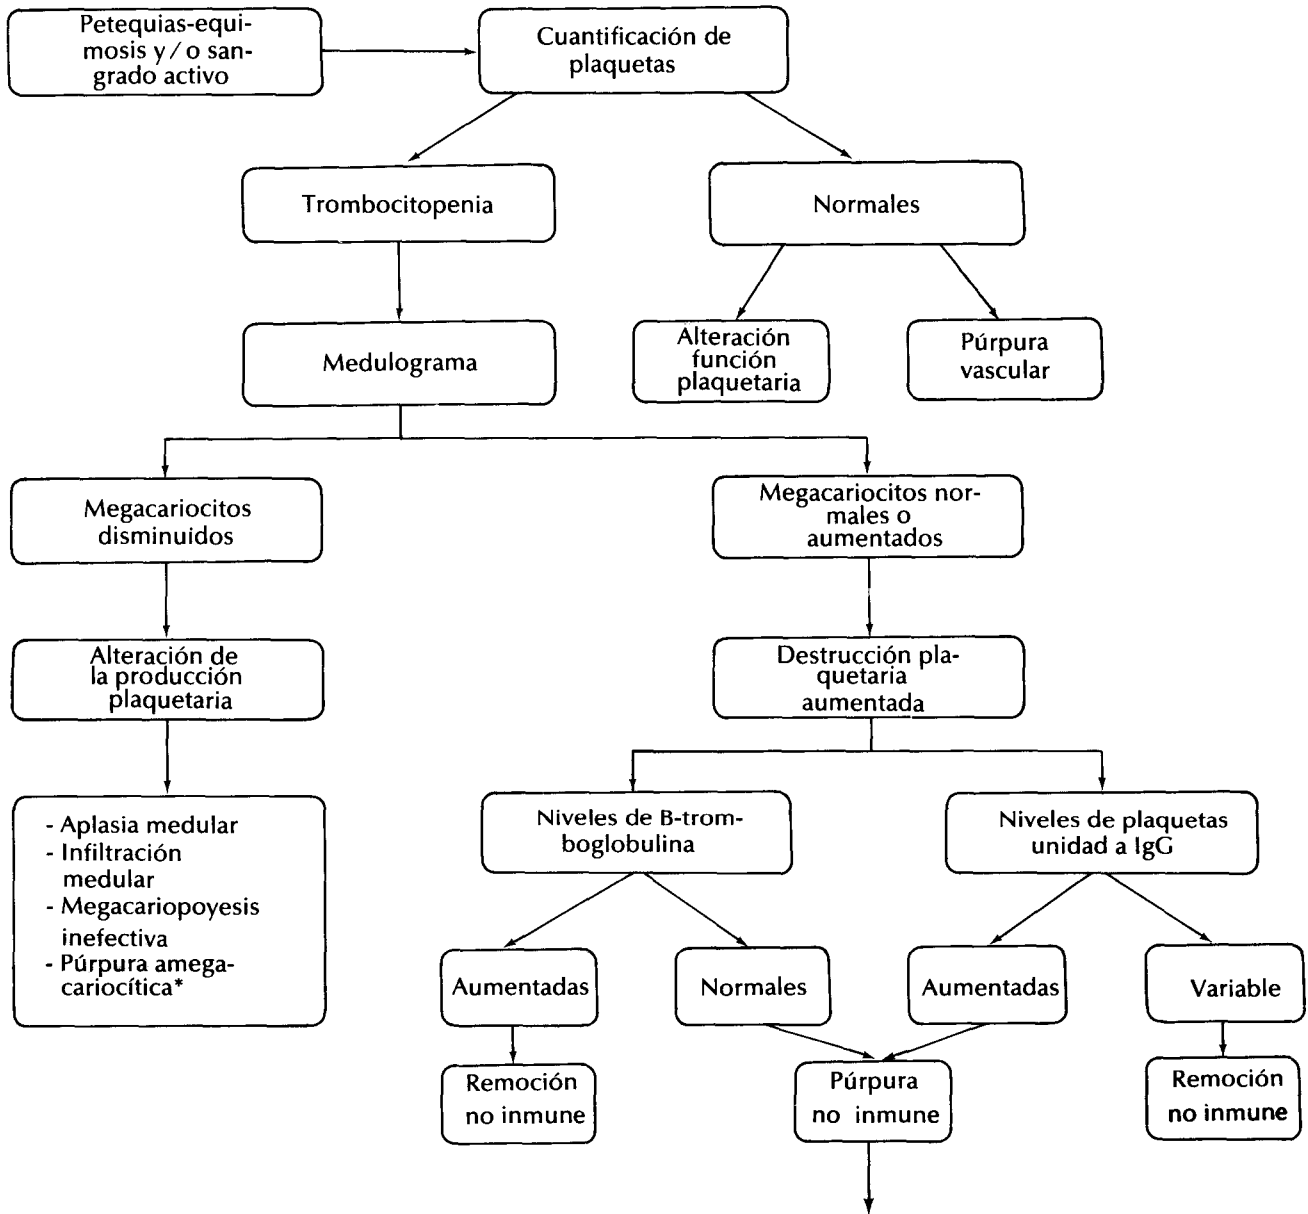 Petequias-equi-
mosis y/o san-
grado activo
Cuantificación de
plaquetas
Trombocitopenia
Normales
Medulograma
Alteración
función
plaquetaria
Púrpura
vascular
Megacariocitos
disminuidos
Megacariocitos nor-
males o
aumentados
Alteración de
la producción
plaquetaria
Destrucción pla-
quetaria
aumentada
- Aplasia medular
- Infiltración
medular
- Megacariopoyesis
inefectiva
- Púrpura amega-
cariocítica*
Niveles de B-trom-
boglobulina
Niveles de plaquetas
unidad a IgG
Aumentadas
Normales
Aumentadas
Variable
Remoción
no inmune
Púrpura
no inmune
Remoción
no inmune